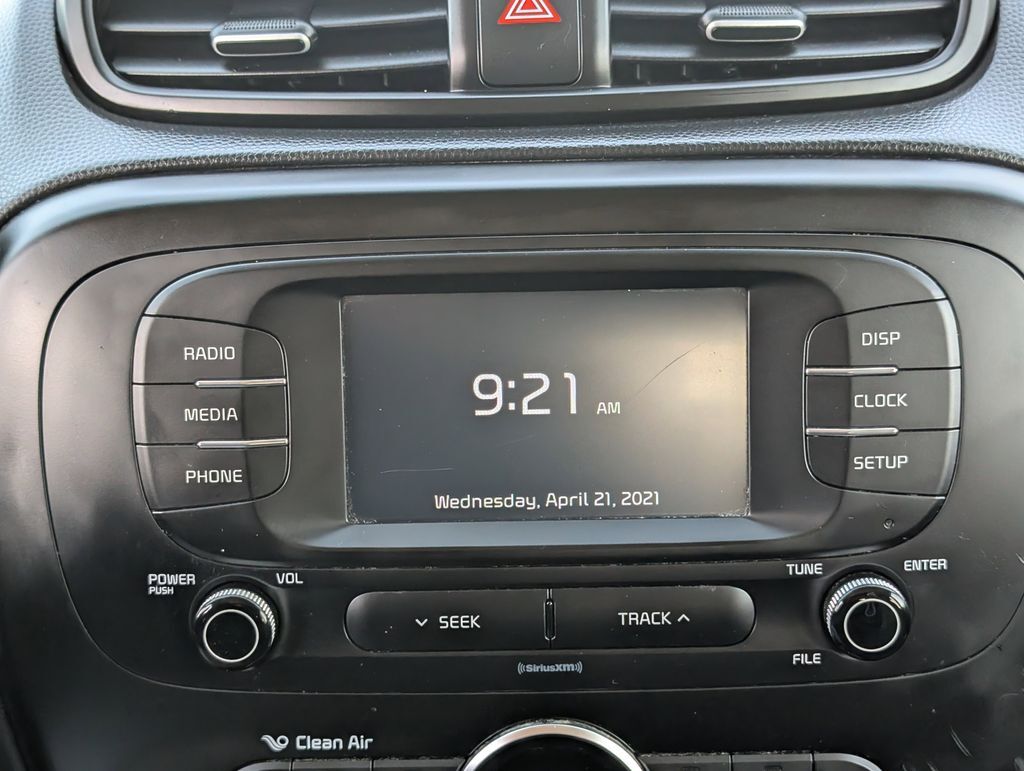 RADIO
MEDIA
PHONE
9:21 AM
Wednesday, April 21, 2021
DISP
CLOCK
SETUP
POWER
PUSH
VOL
SEEK
TRACK
TUNE
ENTER
FILE
((SiriusXM))
Clean Air